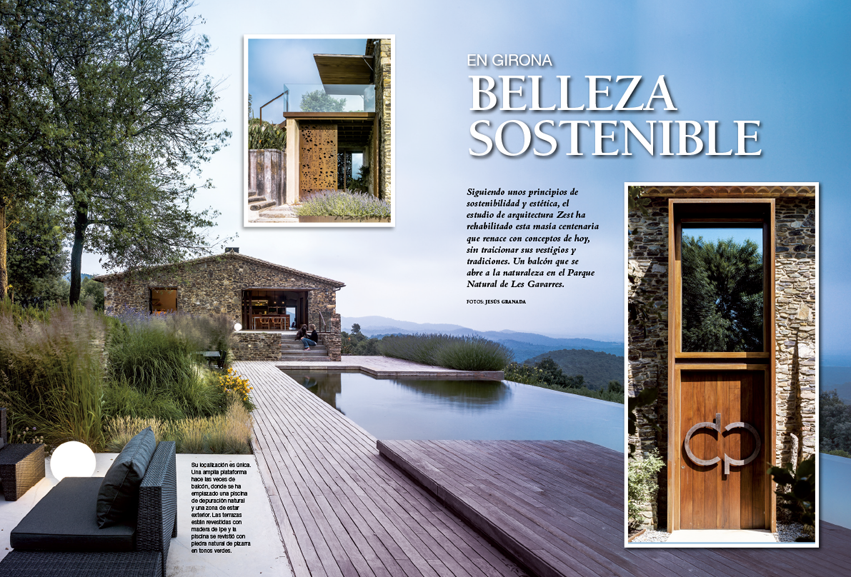 EN GIRONA
BELLEZA
SOSTENIBLE
Siguiendo unos principios de
sostenibilidad y estética, el
estudio de arquitectura Zest ha
rehabilitado esta masía centenaria
que renace con conceptos de hoy,
sin traicionar sus vestigios y
tradiciones. Un balcón que se
abre a la naturaleza en el Parque
Natural de Les Gavarres.
FOTOS: JESÚS GRANADA
Su localización es única.
Una amplia plataforma
hace las veces de
balcón, donde se ha
emplazado una piscina
de depuración natural
y una zona de estar
exterior. Las terrazas
están revestidas con
madera de ipe y la
piscina se revistió con
piedra natural de pizarra
en tonos verdes.